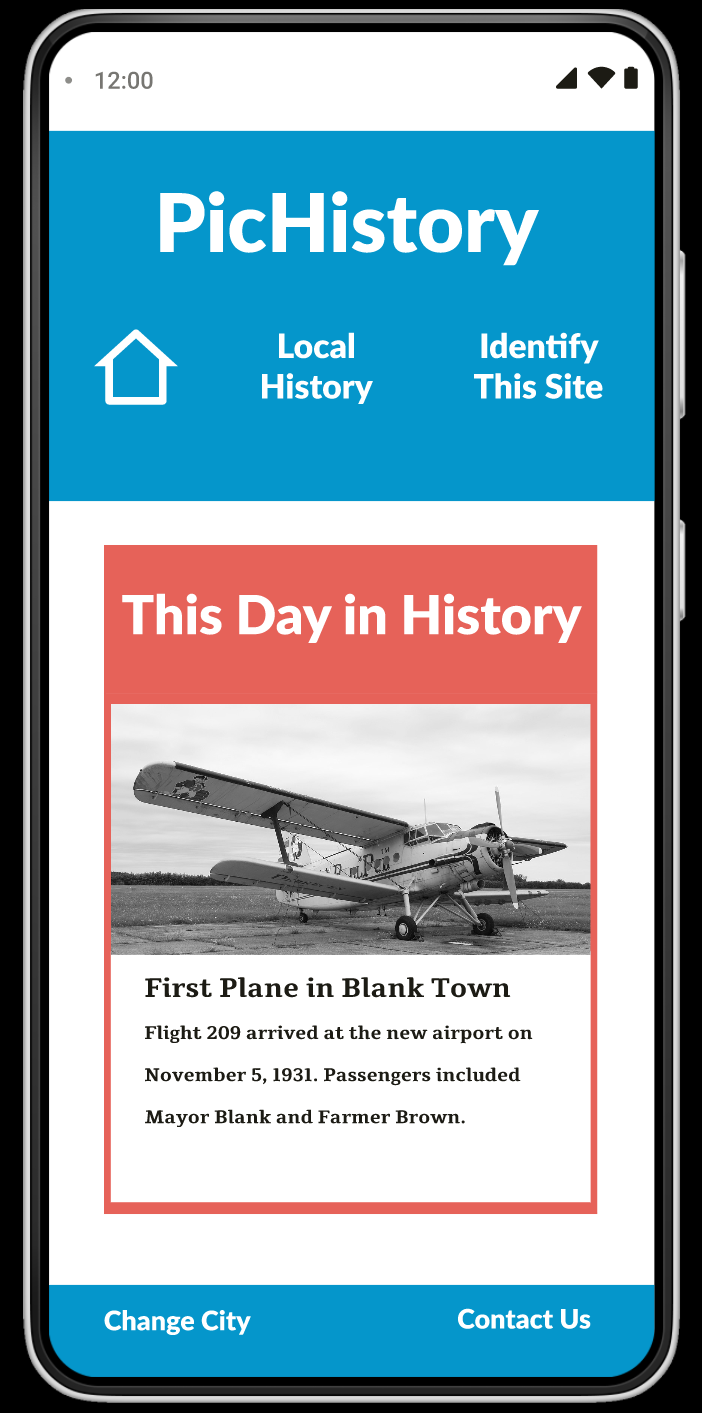 12:00
PicHistory
Local
History
Identify
This Site
This Day in History
First Plane in Blank Town
Flight 209 arrived at the new airport on
November 5, 1931. Passengers included
Mayor Blank and Farmer Brown.
Change City
Contact Us